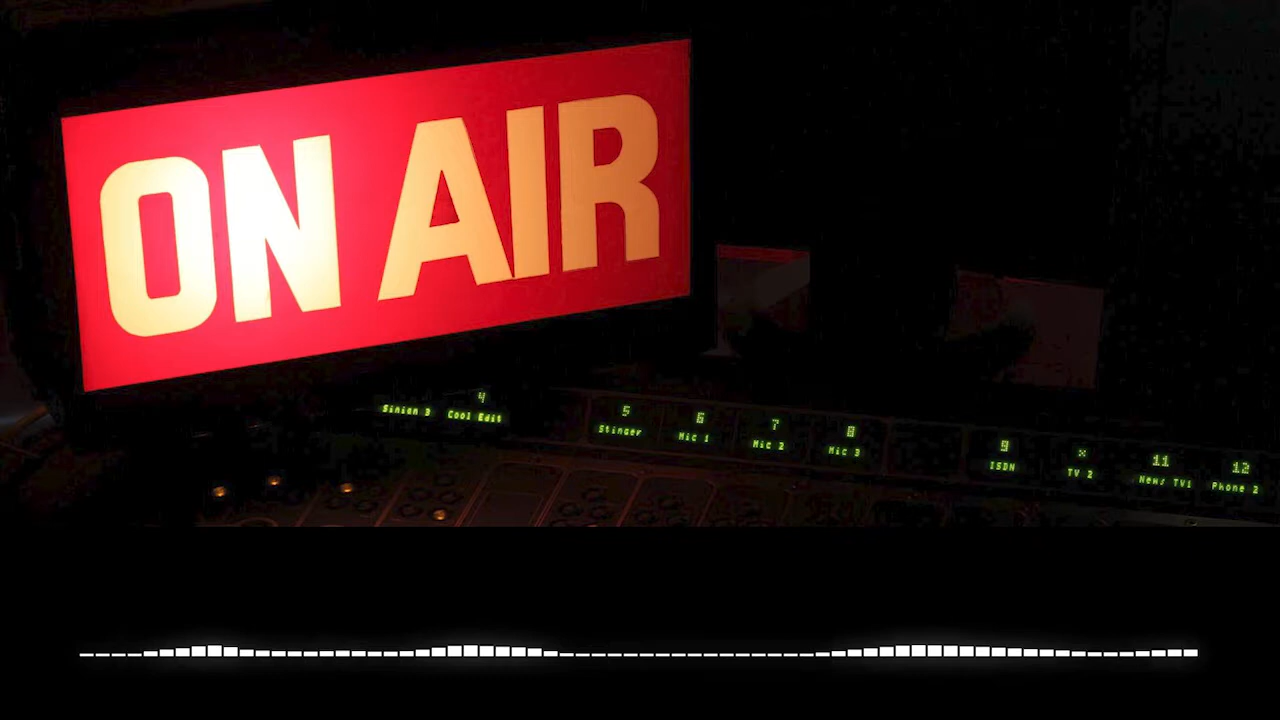 ON AIR
4
Cool Edit
5
Stinger
6
Mic 1
7
Mic 2
8
Mic 3
9
ISDN
TV 2
11
News TV1
12
Phone 2